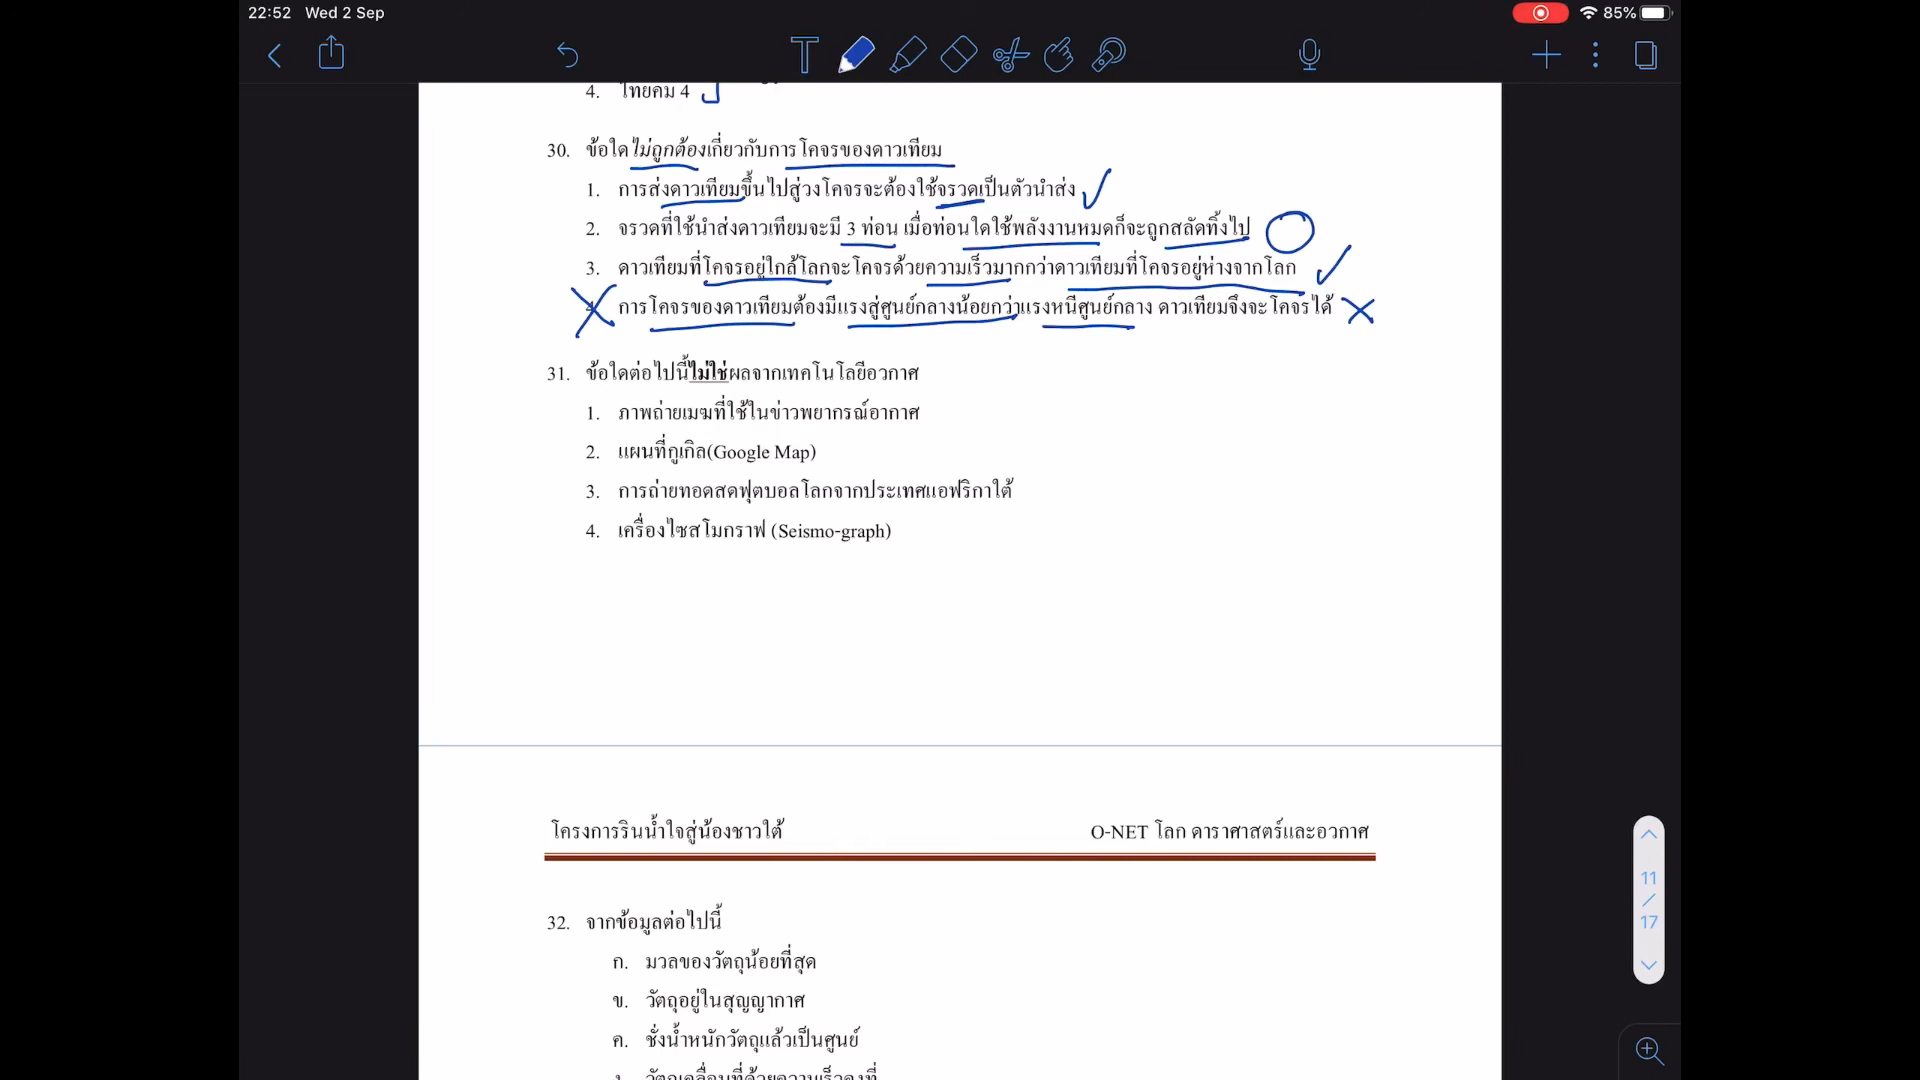 22:52 Wed 2 Sep
85%
4. ไทยคม 4
30. ข้อใดไม่ถูกต้องเกี่ยวกับการโคจรของดาวเทียม
1. การส่งดาวเทียมขึ้นไปสู่วงโคจรจะต้องใช้จรวดเป็นตัวนำส่ง
2. จรวดที่ใช้นำส่งดาวเทียมจะมี 3 ท่อน เมื่อท่อนใดใช้พลังงานหมดก็จะถูกสลัดทิ้งไป
3. ดาวเทียมที่โคจรอยู่ใกล้โลกจะโคจรด้วยความเร็วมากกว่าดาวเทียมที่โคจรอยู่ห่างจากโลก
4. การโคจรของดาวเทียมต้องมีแรงสู่ศูนย์กลางน้อยกว่าแรงหนีศูนย์กลาง ดาวเทียมจึงจะโคจรได้
31. ข้อใดต่อไปนี้ไม่ใช่ผลจากเทคโนโลยีอวกาศ
1. ภาพถ่ายเมฆที่ใช้ในข่าวพยากรณ์อากาศ
2. แผนที่กูเกิล(Google Map)
3. การถ่ายทอดสดฟุตบอลโลกจากประเทศแอฟริกาใต้
4. เครื่องไซสโมกราฟ (Seismo-graph)
โครงการรินน้ำใจสู่น้องชาวใต้ O-NET โลก ดาราศาสตร์และอวกาศ
32. จากข้อมูลต่อไปนี้
ก. มวลของวัตถุน้อยที่สุด
ข. วัตถุอยู่ในสุญญากาศ
ค. ชั่งน้ำหนักวัตถุแล้วเป็นศูนย์
ง. วัตถุเคลื่อนที่ด้วยความเร็วคงที่
11
/
17